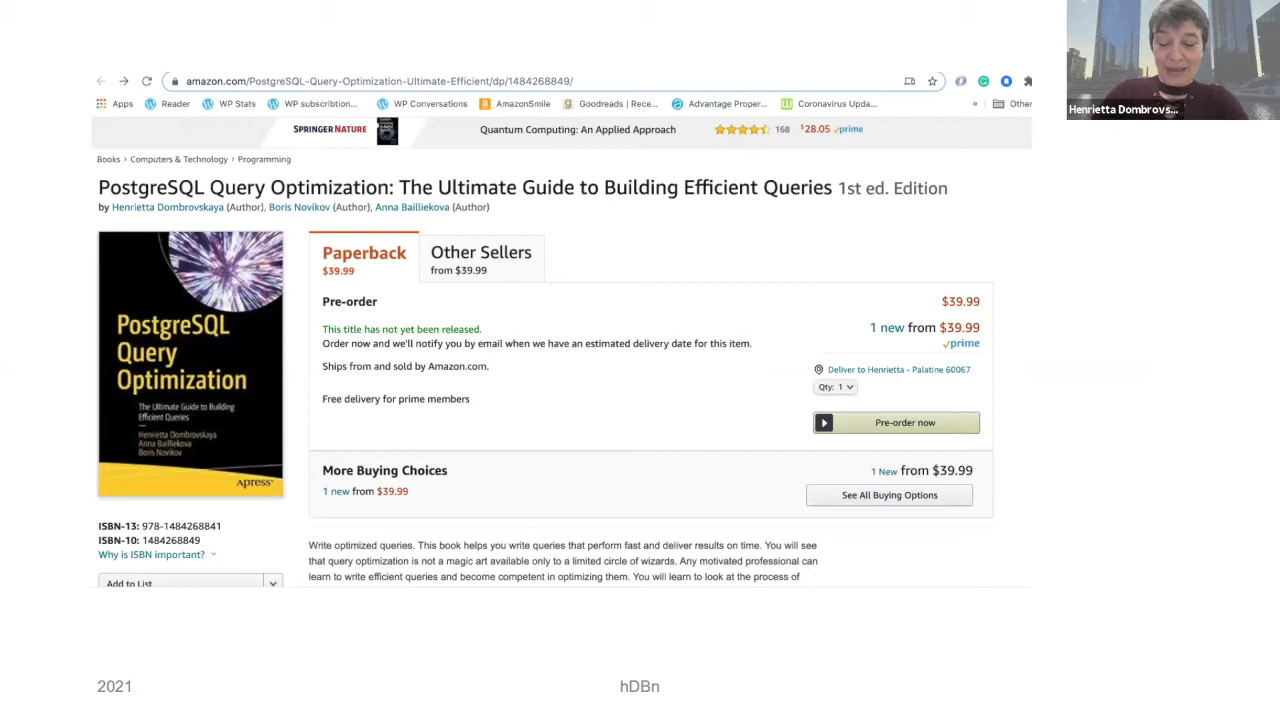 Henrietta Dombrovs...
amazon.com/PostgreSQL-Query-Optimization-Ultimate-Efficient/dp/1484268849/
Apps Reader WP Stats WP subscribtion... WP Conversations AmazonSmile Goodreads | Rece... Advantage Proper... Coronavirus Upda... » Other
SPRINGER NATURE Quantum Computing: An Applied Approach 168 $28.05 prime
Books › Computers & Technology › Programming
PostgreSQL Query Optimization: The Ultimate Guide to Building Efficient Queries 1st ed. Edition
by Henrietta Dombrovskaya (Author), Boris Novikov (Author), Anna Bailliekova (Author)
PostgreSQL
Query
Optimization
The Ultimate Guide to Building
Efficient Queries
Henrietta Dombrovskaya
Anna Bailliekova
Boris Novikov
Apress®
Paperback
$39.99
Other Sellers
from $39.99
Pre-order $39.99
This title has not yet been released.
Order now and we'll notify you by email when we have an estimated delivery date for this item.
Ships from and sold by Amazon.com.
Free delivery for prime members
1 new from $39.99
prime
Deliver to Henrietta - Palatine 60067
Qty: 1
Pre-order now
More Buying Choices
1 new from $39.99
1 New from $39.99
See All Buying Options
ISBN-13: 978-1484268841
ISBN-10: 1484268849
Why is ISBN important?
Add to List
Write optimized queries. This book helps you write queries that perform fast and deliver results on time. You will see
that query optimization is not a magic art available only to a limited circle of wizards. Any motivated professional can
learn to write efficient queries and become competent in optimizing them. You will learn to look at the process of
2021
hDBn